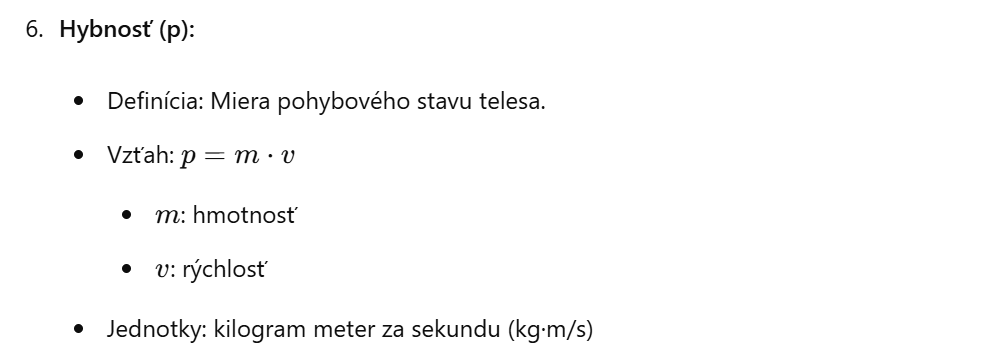 6. Hybnosť (p):
• Definícia: Miera pohybového stavu telesa.
• Vzťah: p = m · v
• m: hmotnosť
• v: rýchlosť
• Jednotky: kilogram meter za sekundu (kg·m/s)